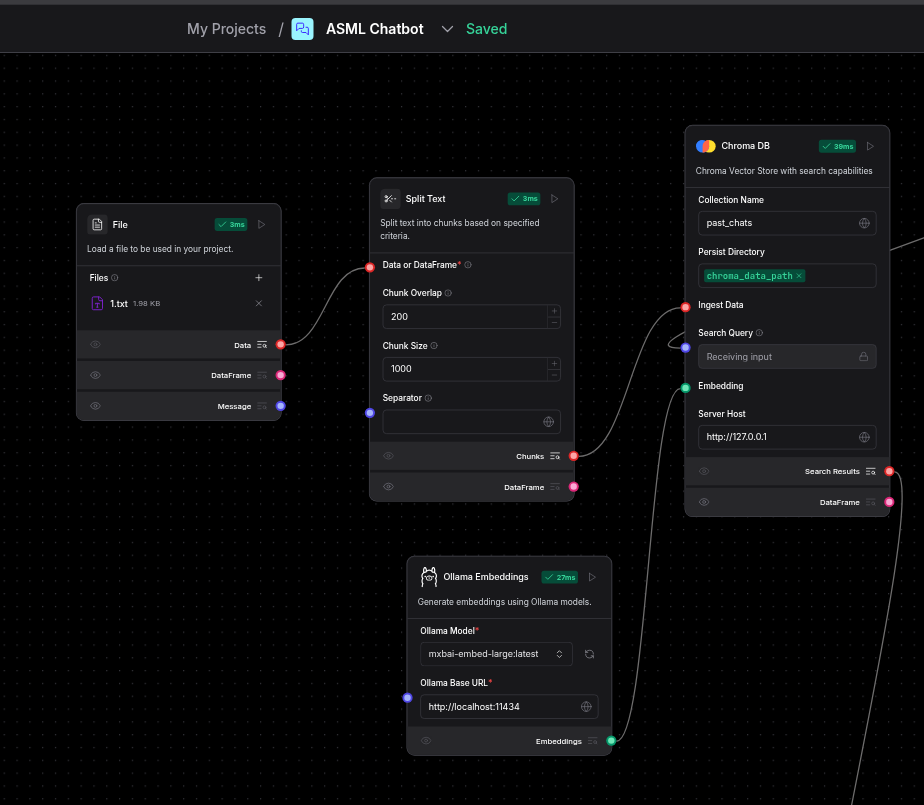 My Projects / ASML Chatbot Saved
File 3ms
Load a file to be used in your project.
Files
1.txt 1.98 KB
Data
DataFrame
Message
Split Text 3ms
Split text into chunks based on specified
criteria.
Data or DataFrame*
Chunk Overlap
200
Chunk Size
1000
Separator
Chunks
DataFrame
Chroma DB 39ms
Chroma Vector Store with search capabilities
Collection Name
past_chats
Persist Directory
chroma_data_path ×
Ingest Data
Search Query
Receiving input
Embedding
Server Host
http://127.0.0.1
Search Results
DataFrame
Ollama Embeddings 27ms
Generate embeddings using Ollama models.
Ollama Model*
mxbai-embed-large:latest
Ollama Base URL*
http://localhost:11434
Embeddings